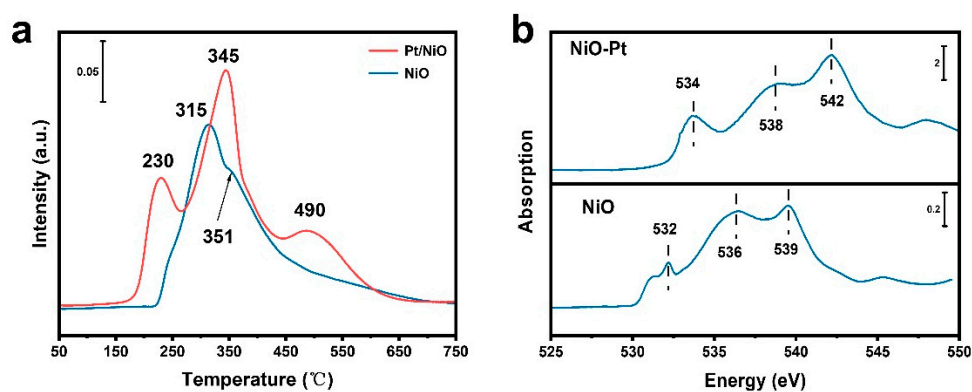 a
0.05
345
Pt/NiO
NiO
315
230
490
351
Intensity (a.u.)
50 150 250 350 450 550 650 750
Temperature (℃)
b
NiO-Pt
2
534
538
542
NiO
0.2
532
536
539
Absorption
525 530 535 540 545 550
Energy (eV)